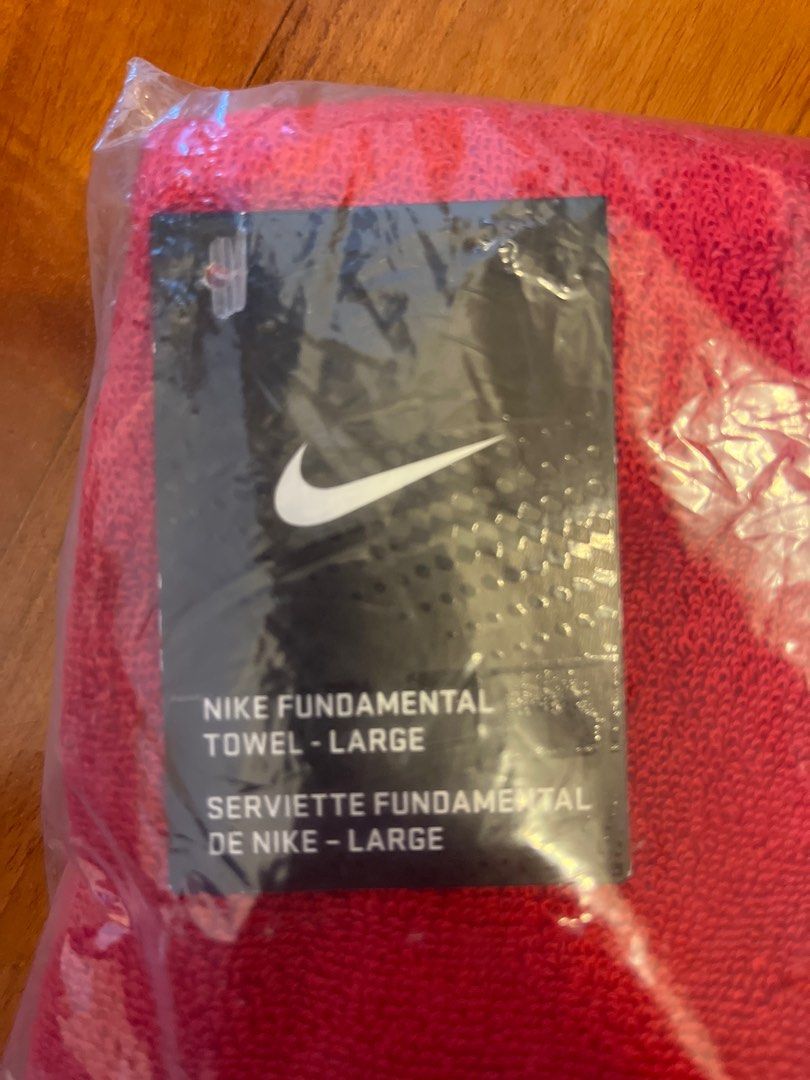 NIKE FUNDAMENTAL
TOWEL - LARGE
SERVIETTE FUNDAMENTAL
DE NIKE – LARGE